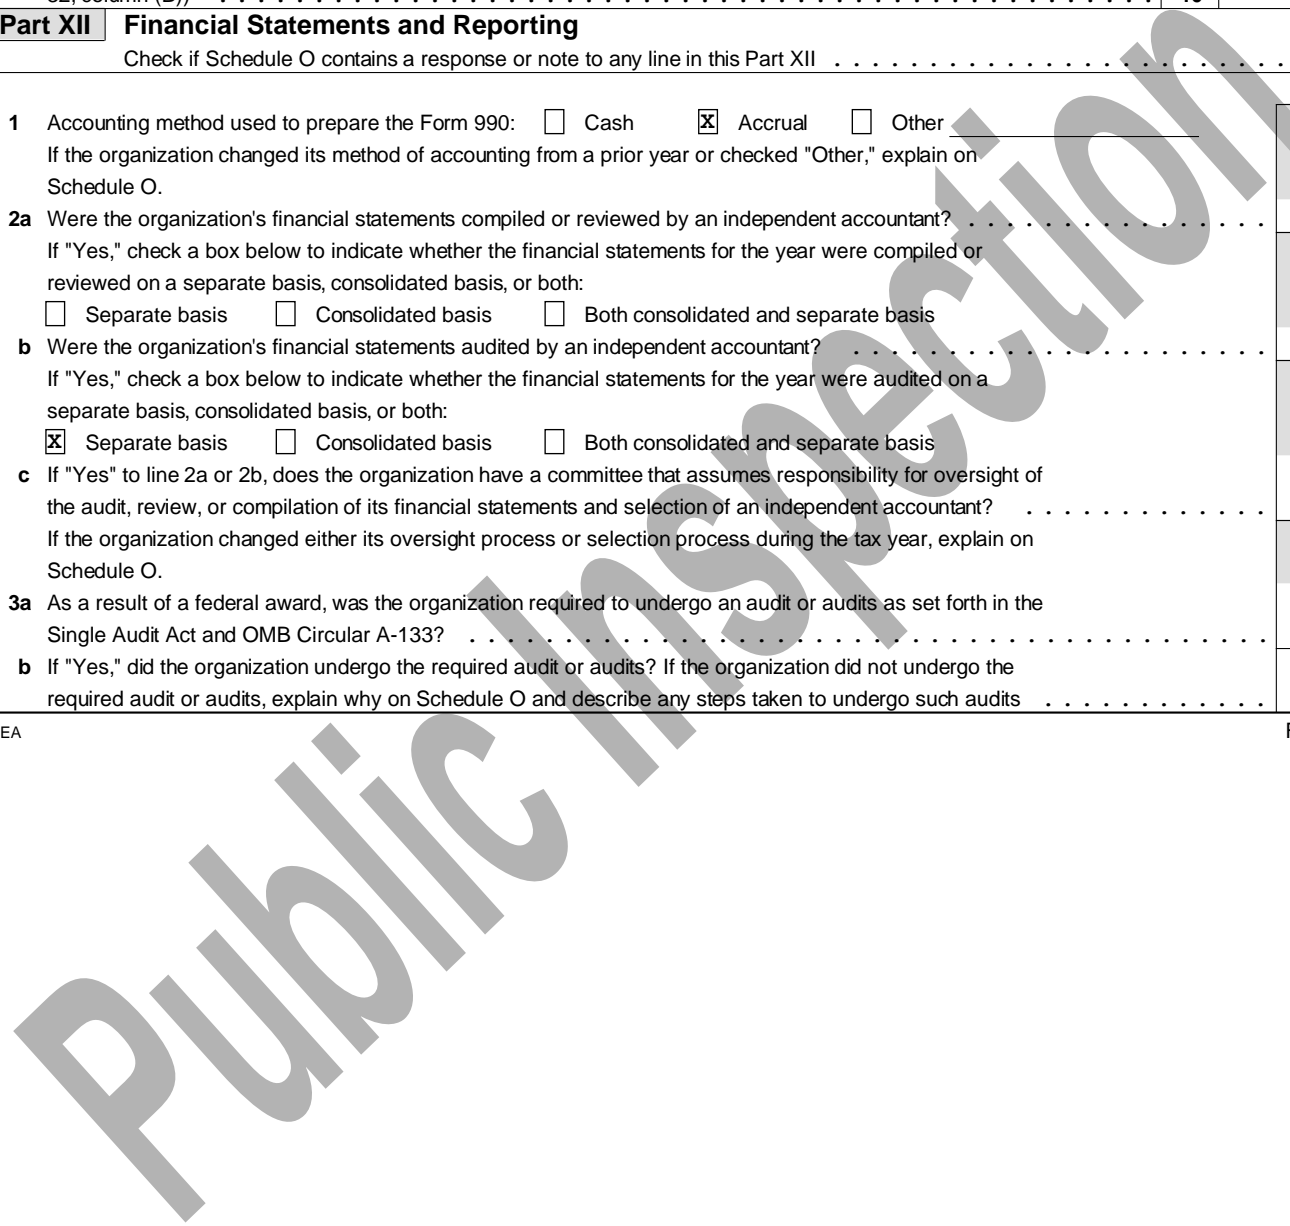 Part XII Financial Statements and Reporting
Check if Schedule O contains a response or note to any line in this Part XII . . . . . . . . . . . . . . . . . . . . . . . .
1 Accounting method used to prepare the Form 990: Cash X Accrual Other
If the organization changed its method of accounting from a prior year or checked "Other," explain on
Schedule O.
2a Were the organization's financial statements compiled or reviewed by an independent accountant? . . . . . . . . . . . . . . . .
If "Yes," check a box below to indicate whether the financial statements for the year were compiled or
reviewed on a separate basis, consolidated basis, or both:
Separate basis Consolidated basis Both consolidated and separate basis
b Were the organization's financial statements audited by an independent accountant? . . . . . . . . . . . . . . . . . . . . . .
If "Yes," check a box below to indicate whether the financial statements for the year were audited on a
separate basis, consolidated basis, or both:
X Separate basis Consolidated basis Both consolidated and separate basis
c If "Yes" to line 2a or 2b, does the organization have a committee that assumes responsibility for oversight of
the audit, review, or compilation of its financial statements and selection of an independent accountant? . . . . . . . . . . . . .
If the organization changed either its oversight process or selection process during the tax year, explain on
Schedule O.
3a As a result of a federal award, was the organization required to undergo an audit or audits as set forth in the
Single Audit Act and OMB Circular A-133? . . . . . . . . . . . . . . . . . . . . . . . . . . . . . . . . . . . . . . . . . .
b If "Yes," did the organization undergo the required audit or audits? If the organization did not undergo the
required audit or audits, explain why on Schedule O and describe any steps taken to undergo such audits . . . . . . . . . . . .
EA
Public Inspection